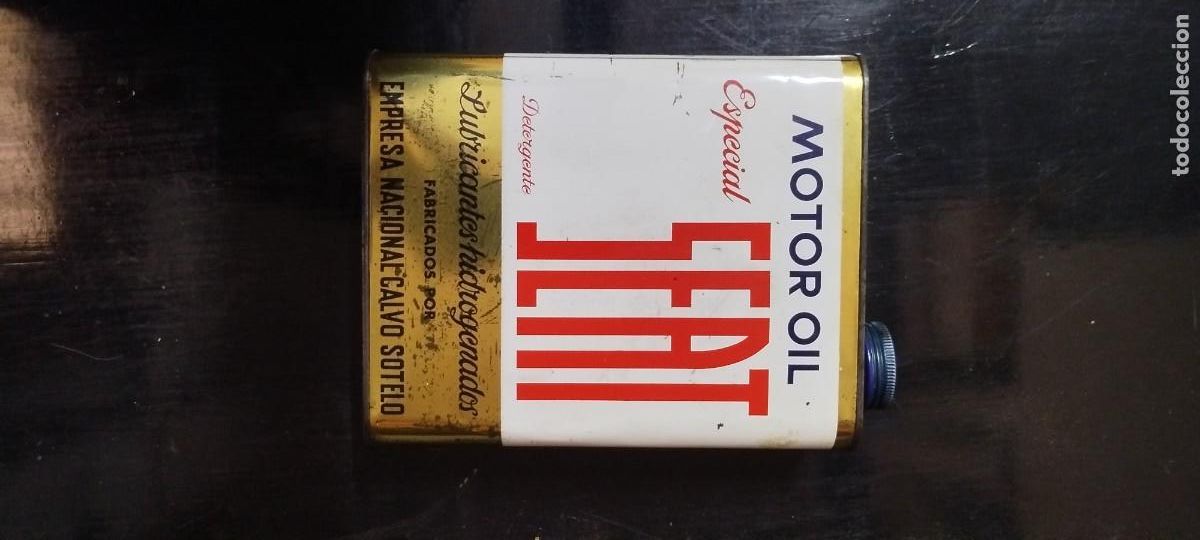 MOTOR OIL
Especial
SEAT
Detergente
Lubricantes hidrogenados
FABRICADOS POR
EMPRESA NACIONAL "CALVO SOTELO
todocoleccion